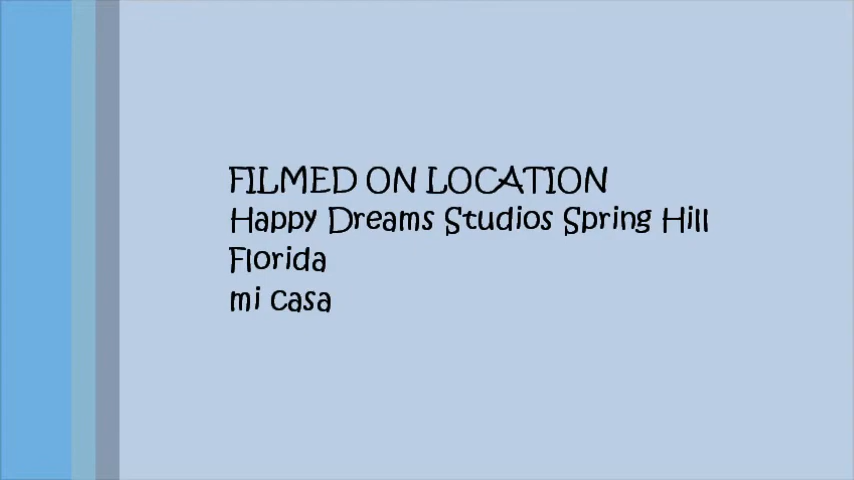 FILMED ON LOCATION
Happy Dreams Studios Spring Hill
Florida
mi casa